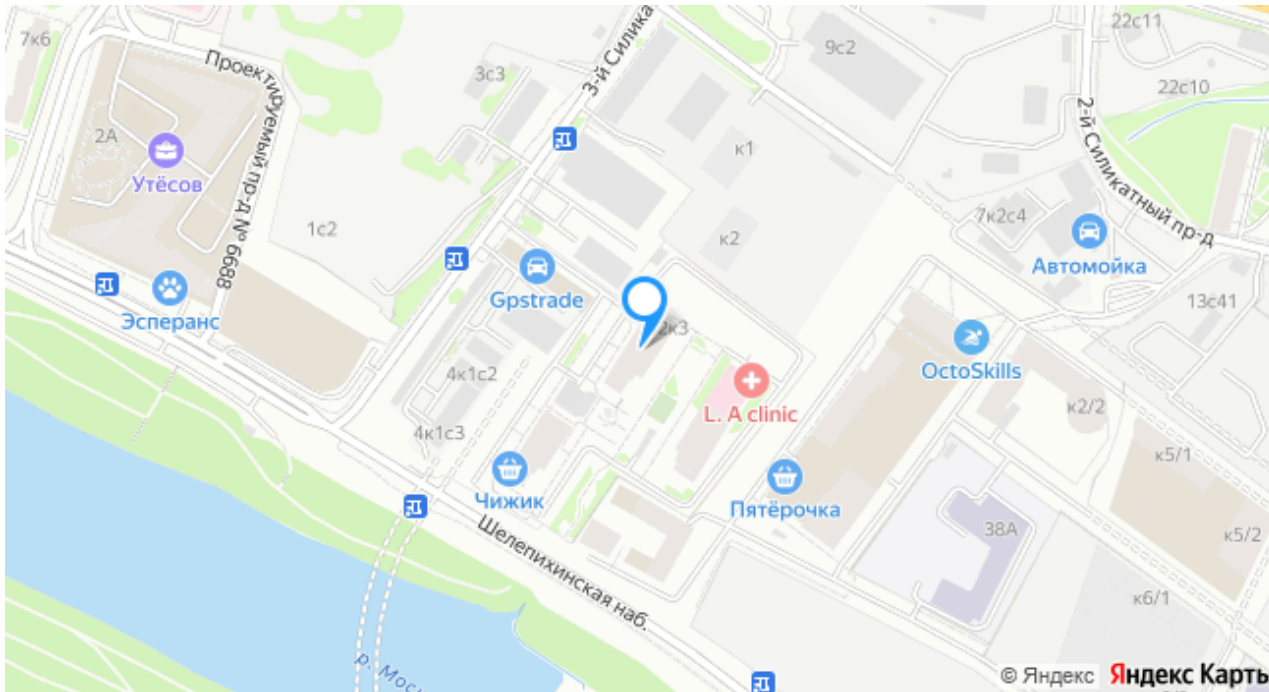 7к6
Проектируемый пр-д № 6688
2А
Утёсов
3с3
3-й Силика
9с2
22с11
22с10
2-й Силикатный пр-д
1с2
к1
к2
7к2с4
Автомойка
13с41
Gpstrade
Эсперанс
2к3
OctoSkills
4к1с2
L. A clinic
к2/2
4к1с3
к5/1
Чижик
Пятёрочка
38А
к5/2
Шелепихинская наб.
к6/1
р. Мос
© Яндекс Яндекс Карты